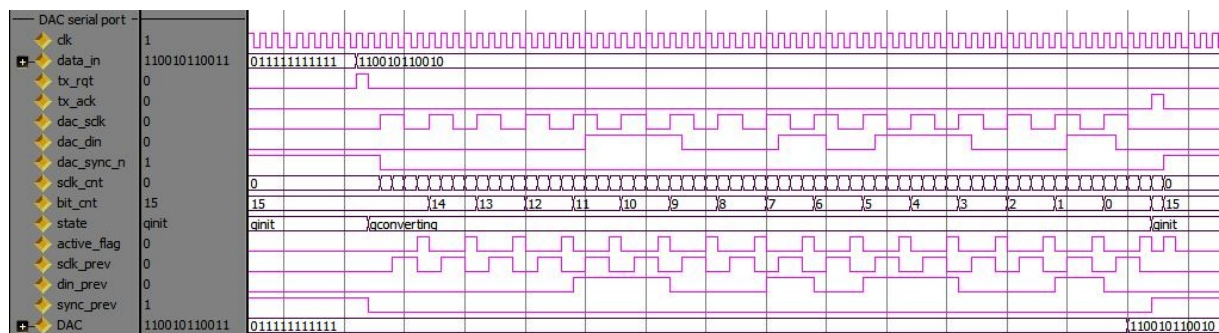 DAC serial port
clk 1
data_in 110010110011 011111111111 110010110010
tx_rqt 0
tx_ack 0
dac_sclk 0
dac_din 0
dac_sync_n 1
sclk_cnt 0 0 0
bit_cnt 15 15 14 13 12 11 10 9 8 7 6 5 4 3 2 1 0 15
state qinit qinit qconverting qinit
active_flag 0
sclk_prev 0
din_prev 0
sync_prev 1
DAC 110010110011 011111111111 110010110010